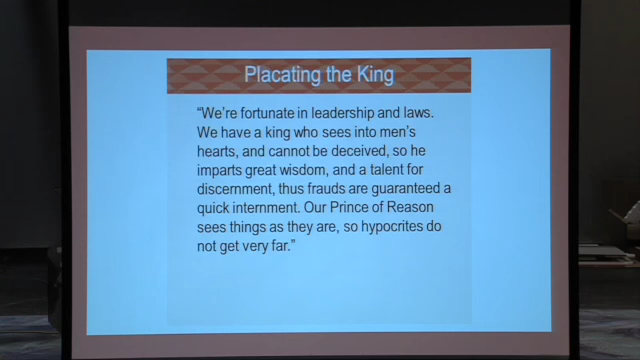 Placating the King
“We’re fortunate in leadership and laws.
We have a king who sees into men’s
hearts, and cannot be deceived, so he
imparts great wisdom, and a talent for
discernment, thus frauds are guaranteed a
quick internment. Our Prince of Reason
sees things as they are, so hypocrites do
not get very far.”